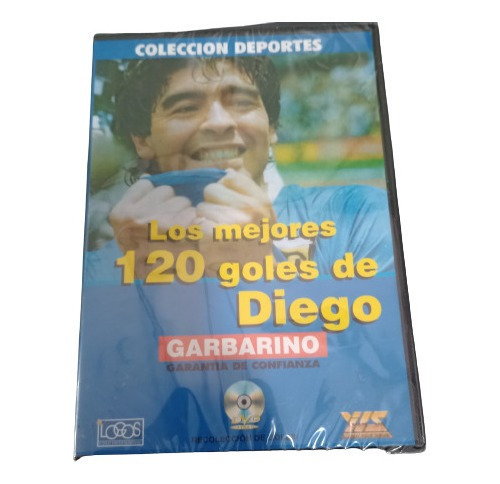 COLECCION DEPORTES
Los mejores
120 goles de
Diego
GARBARINO
GARANTIA DE CONFIANZA
LOGOS